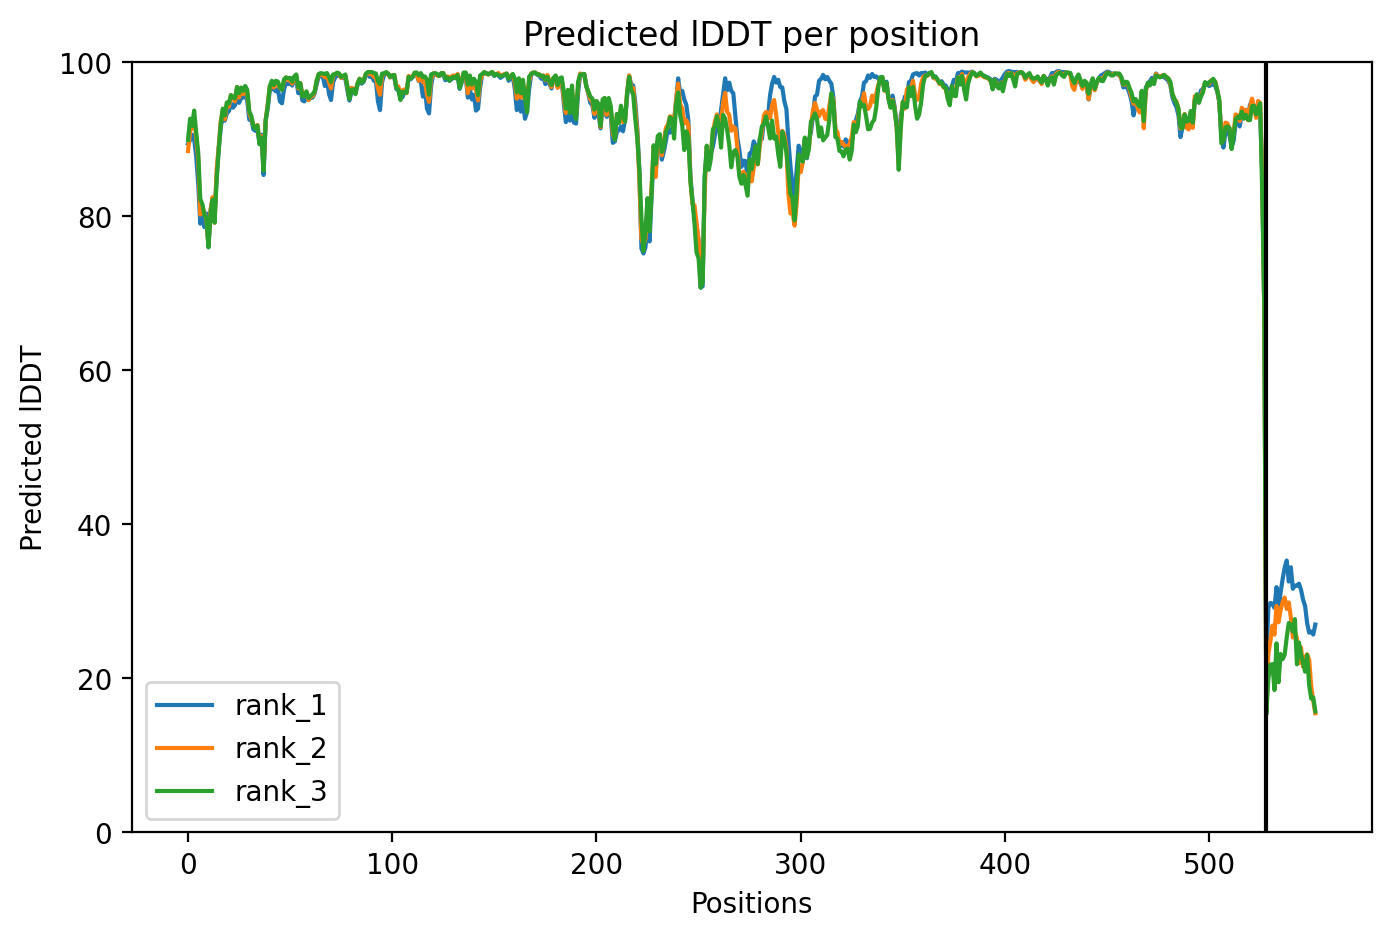 Predicted lDDT per position
Predicted lDDT
100
80
60
40
20
0
rank_1
rank_2
rank_3
0 100 200 300 400 500
Positions